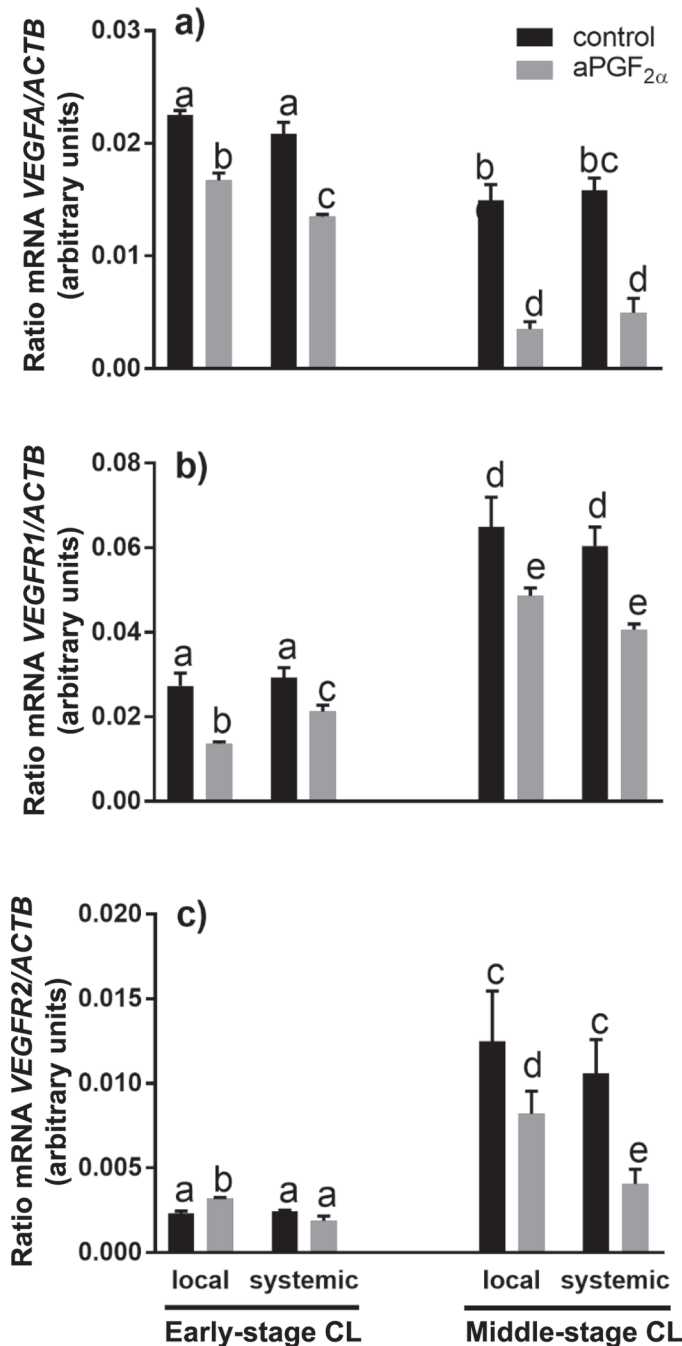 a)
control
aPGF2α
Ratio mRNA VEGFA/ACTB
(arbitrary units)
0.03
0.02
0.01
0.00
a
b
a
c
b
d
bc
d
b)
Ratio mRNA VEGFR1/ACTB
(arbitrary units)
0.08
0.06
0.04
0.02
0.00
a
b
a
c
d
e
d
e
c)
Ratio mRNA VEGFR2/ACTB
(arbitrary units)
0.020
0.015
0.010
0.005
0.000
a
b
a
a
c
d
c
e
local systemic local systemic
Early-stage CL Middle-stage CL